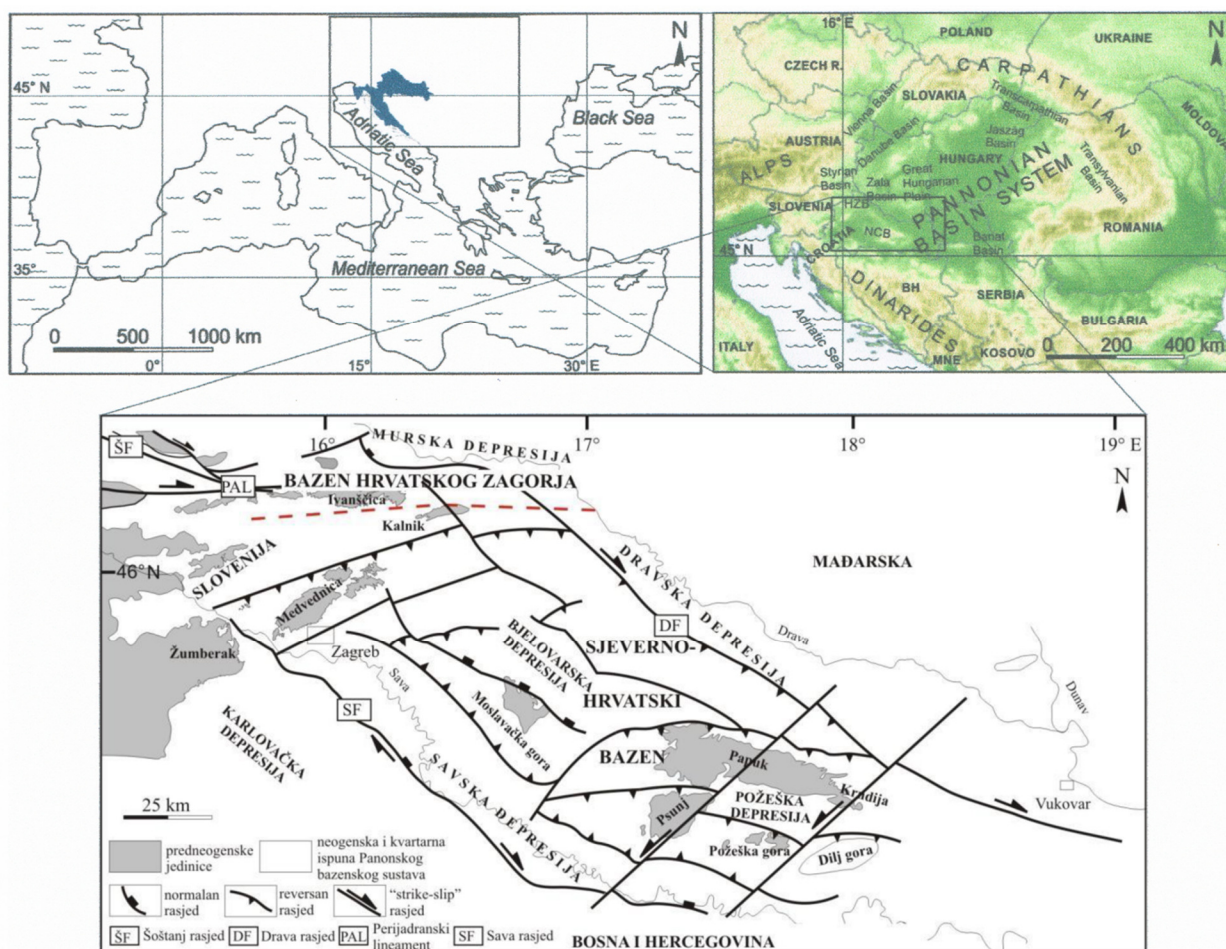 N
45° N
Adriatic Sea
Black Sea
35°
Mediterranean Sea
0 500 1000 km
0° 15° 30° E
16° E
N
POLAND
UKRAINE
CZECH R.
CARPATHIANS
SLOVAKIA
Vienna Basin
Transcarpathian
Basin
MOLDOVA
AUSTRIA
Danube Basin
Jaszag
Basin
HUNGARY
ALPS
Styrian
Basin
Zala
Basin
Great
Hungarian
Plain
PANNONIAN
BASIN SYSTEM
Transylvanian
Basin
SLOVENIA
HZB
ROMANIA
CROATIA
NCB
Banat
Basin
45° N
BH
SERBIA
DINARIDES
BULGARIA
Adriatic Sea
ITALY
MNE
KOSOVO
0 200 400 km
16° 17° 18° 19° E
N
ŠF
MURSKA DEPRESIJA
PAL
BAZEN HRVATSKOG ZAGORJA
Ivanščica
Kalnik
SLOVENIJA
46° N
MAĐARSKA
Medvednica
DRAVSKA DEPRESIJA
DF
Drava
Žumberak
Zagreb
BJELOVARSKA
DEPRESIJA
SJEVERNO-
Sava
HRVATSKI
Dunav
SF
Moslavačka gora
KARLOVAČKA
DEPRESIJA
BAZEN
Papuk
SAVSKA DEPRESIJA
Krndija
Vukovar
25 km
Psunj
POŽEŠKA
DEPRESIJA
Požeška gora
Dilj gora
predneogenske
jedinice
neogenska i kvartarna
ispuna Panonskog
bazenskog sustava
normalan
rasjed
reversan
rasjed
“strike-slip”
rasjed
ŠF Šoštanj rasjed DF Drava rasjed PAL Perijadranski
lineament SF Sava rasjed
BOSNA I HERCEGOVINA